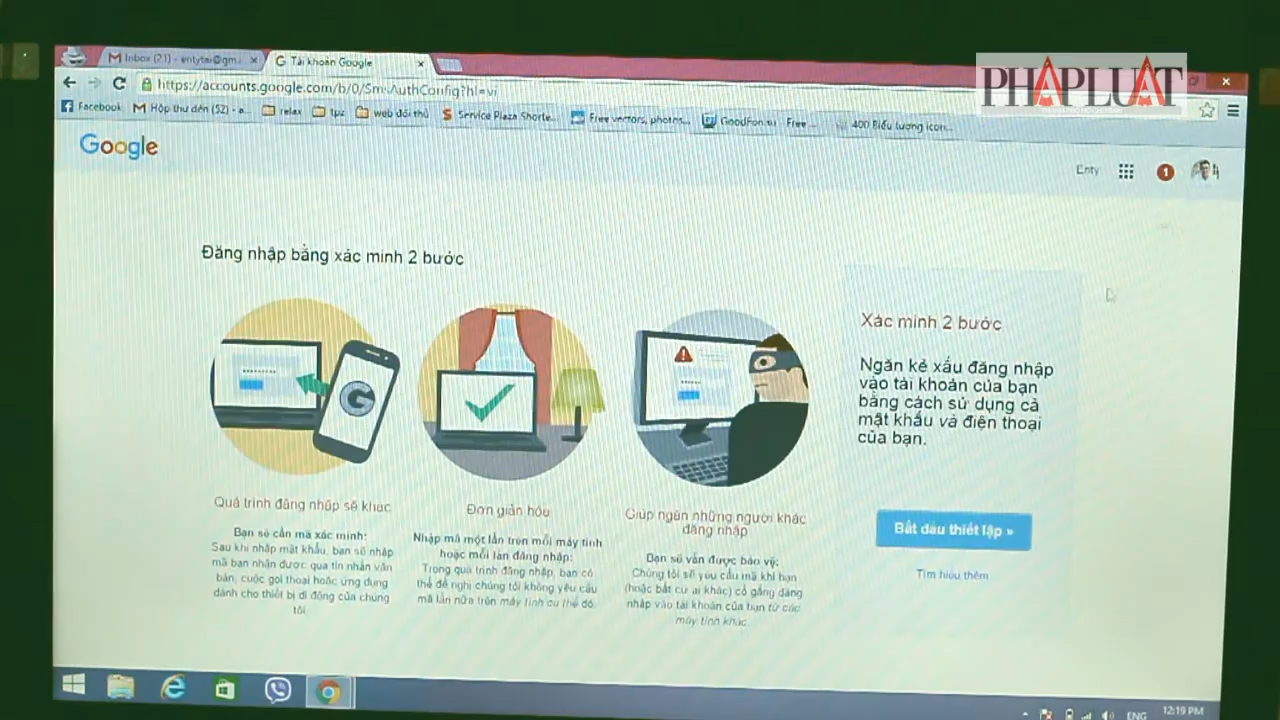 PHÁPLUẬT
Inbox (21) - entytai@gm
Tài khoản Google
https://accounts.google.com/b/0/SmsAuthConfig?hl=vi
Facebook
Hộp thư đến (52) - a...
relax
tpz
web đối thủ
Service Plaza Shorte...
Free vectors, photos...
GoodFon.su
Free ...
400 Biểu tượng icon...
Google
Enty
1
Đăng nhập bằng xác minh 2 bước
Quá trình đăng nhập sẽ khác
Bạn sẽ cần mã xác minh:
Sau khi nhập mật khẩu, bạn sẽ nhập
mã bạn nhận được qua tin nhắn văn
bản, cuộc gọi thoại hoặc ứng dụng
dành cho thiết bị di động của chúng
tôi
Đơn giản hóa
Nhập mã một lần trên mỗi máy tính
hoặc mỗi lần đăng nhập:
Trong quá trình đăng nhập, bạn có
thể đề nghị chúng tôi không yêu cầu
mã lần nữa trên máy tính cụ thể đó.
Giúp ngăn những người khác
đăng nhập
Bạn sẽ vẫn được bảo vệ:
Chúng tôi sẽ yêu cầu mã khi bạn
(hoặc bất cứ ai khác) cố gắng đăng
nhập vào tài khoản của bạn từ các
máy tính khác.
Xác minh 2 bước
Ngăn kẻ xấu đăng nhập
vào tài khoản của bạn
bằng cách sử dụng cả
mật khẩu và điện thoại
của bạn.
Bắt đầu thiết lập »
Tìm hiểu thêm
ENG
12:19 PM